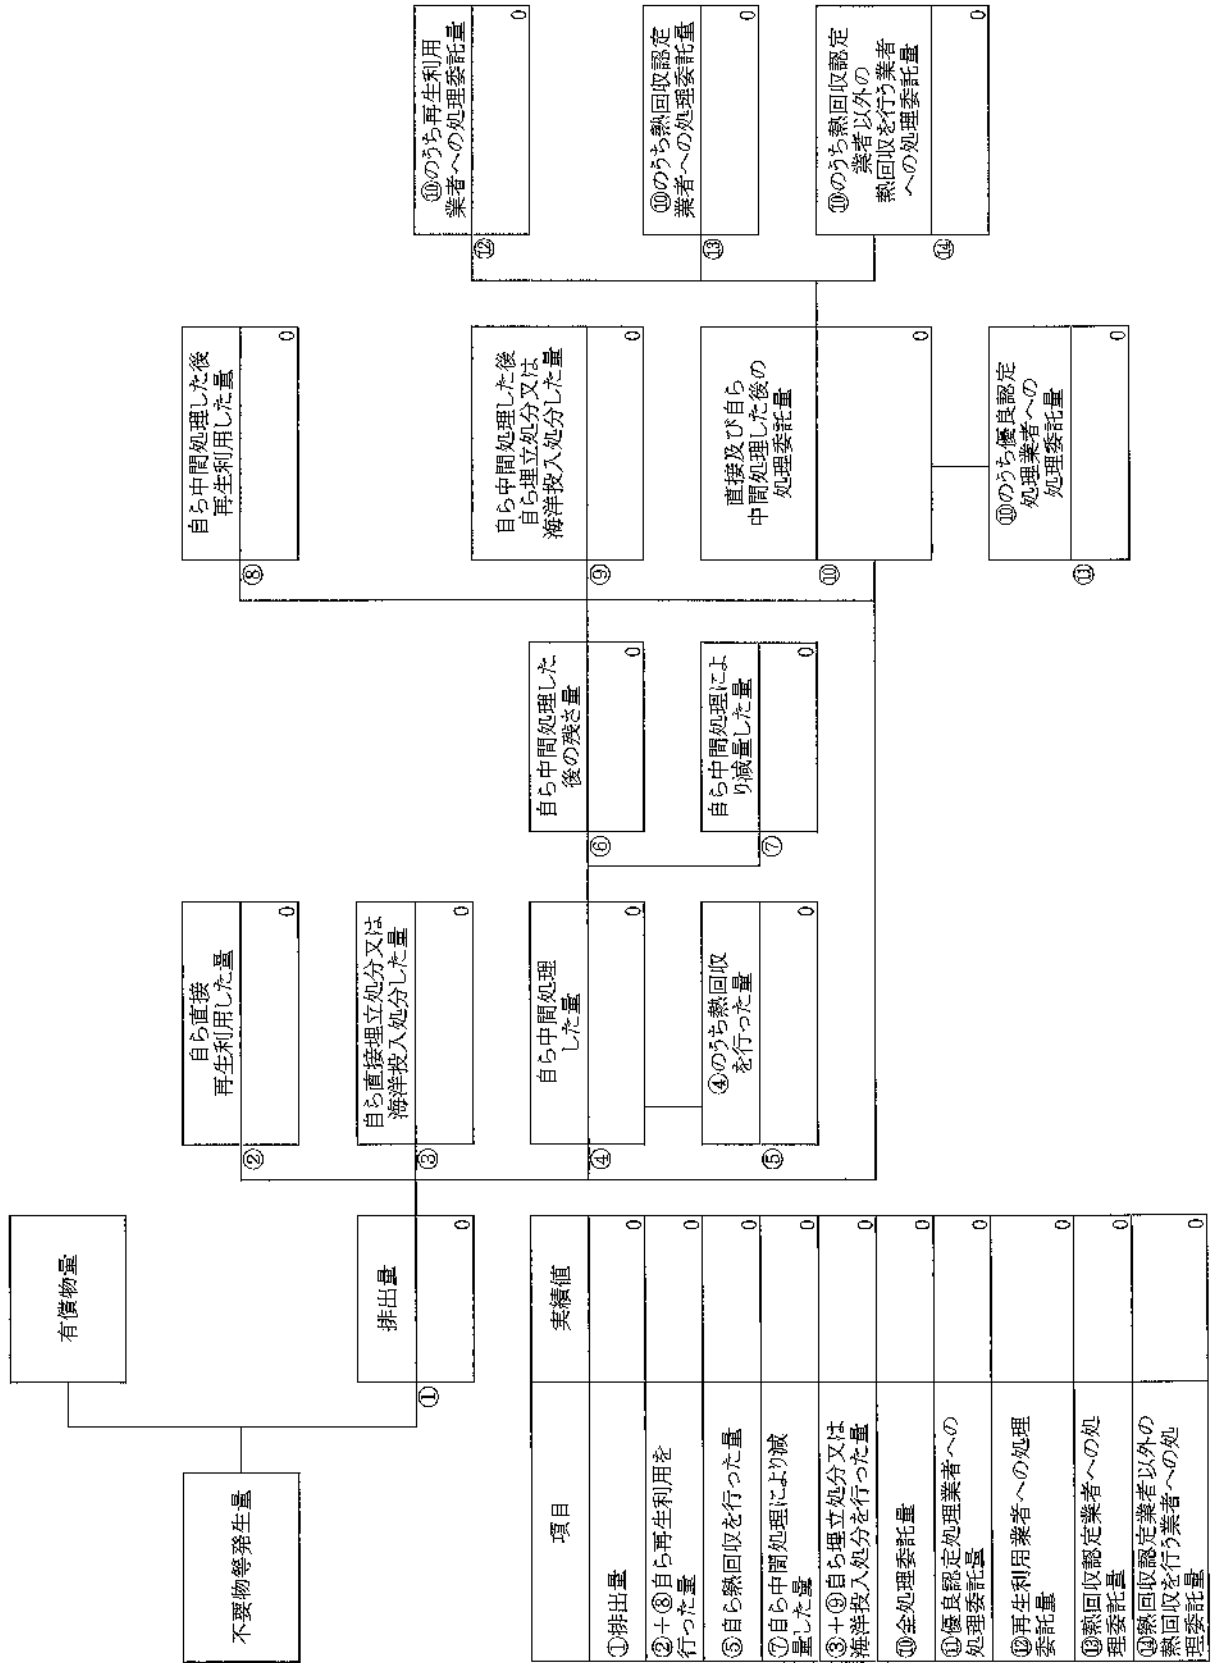 不要物等発生量
有償物量
①
排出量
0
②
自ら直接
再生利用した量
0
③
自ら直接埋立処分又は
海洋投入処分した量
0
④
自ら中間処理
した量
0
⑤
④のうち熱回収
を行った量
0
⑥
自ら中間処理した
後の残さ量
0
⑦
自ら中間処理によ
り減量した量
0
⑧
自ら中間処理した後
再生利用した量
0
⑨
自ら中間処理した後
自ら埋立処分又は
海洋投入処分した量
0
⑩
直接及び自ら
中間処理した後の
処理委託量
0
⑪
⑩のうち優良認定
処理業者への
処理委託量
0
⑫
⑩のうち再生利用
業者への処理委託量
0
⑬
⑩のうち熱回収認定
業者への処理委託量
0
⑭
⑩のうち熱回収認定
業者以外の
熱回収を行う業者
への処理委託量
0
項目
実績値
①排出量
0
②+⑧自ら再生利用を
行った量
0
⑤自ら熱回収を行った量
0
⑦自ら中間処理により減
量した量
0
③+⑨自ら埋立処分又は
海洋投入処分を行った量
0
⑩全処理委託量
0
⑪優良認定処理業者への
処理委託量
0
⑫再生利用業者への処理
委託量
0
⑬熱回収認定業者への処
理委託量
0
⑭熱回収認定業者以外の
熱回収を行う業者への処
理委託量
0